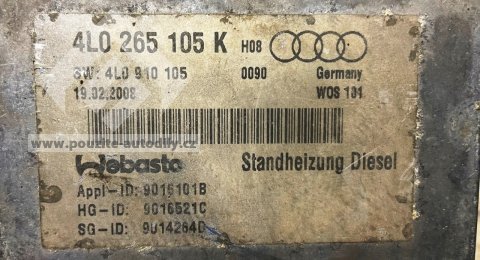 4L0 265 105 K H08
SW: 4L0 910 105 0090 Germany
19.02.2008 WOS 131
www.pouzite-autodily.cz
Webasto Standheizung Diesel
Appl-ID: 9016101B
HG-ID: 9016521C
SG-ID: 9014264D